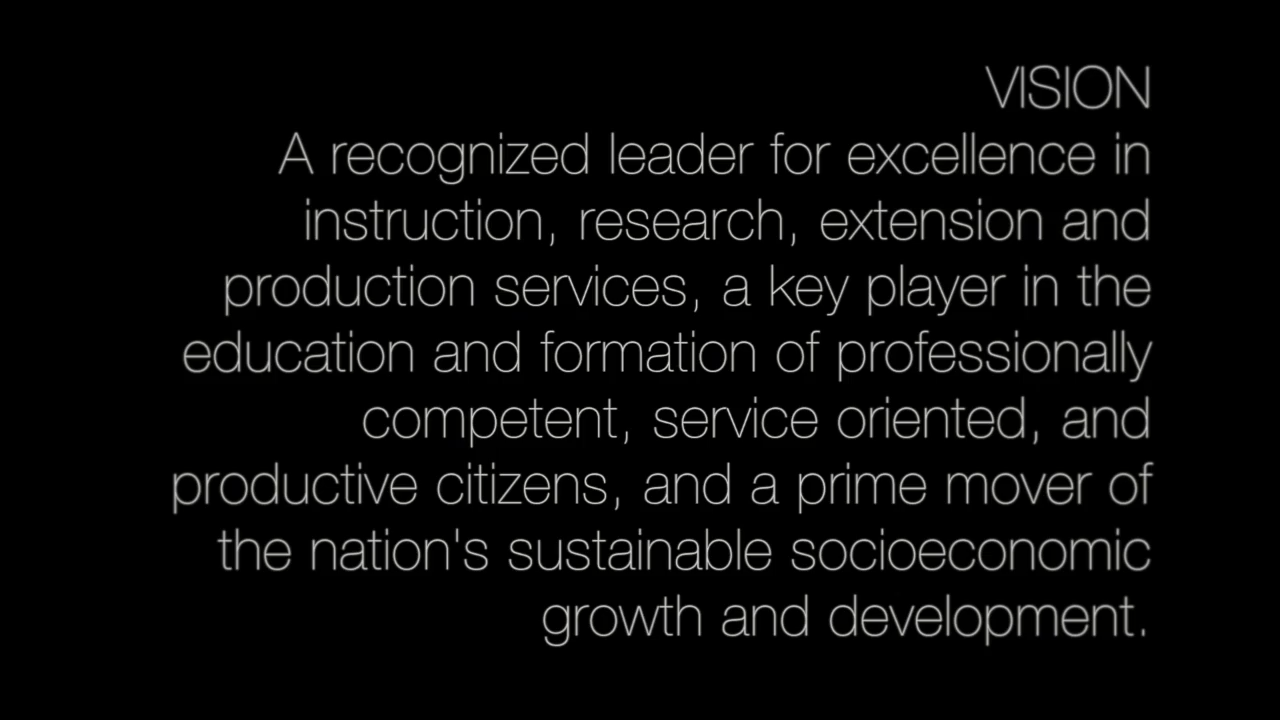 VISION
A recognized leader for excellence in
instruction, research, extension and
production services, a key player in the
education and formation of professionally
competent, service oriented, and
productive citizens, and a prime mover of
the nation's sustainable socioeconomic
growth and development.